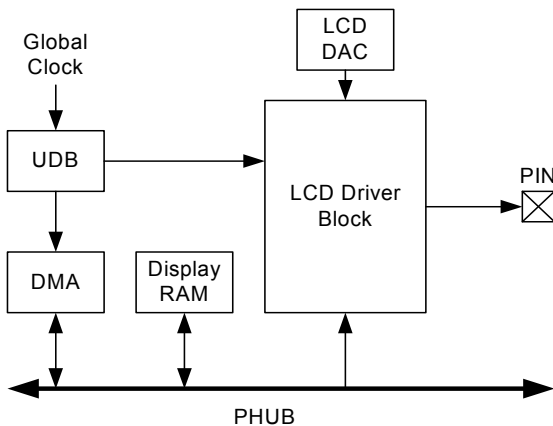 Global
Clock
LCD
DAC
UDB
LCD Driver
Block
PIN
DMA
Display
RAM
PHUB